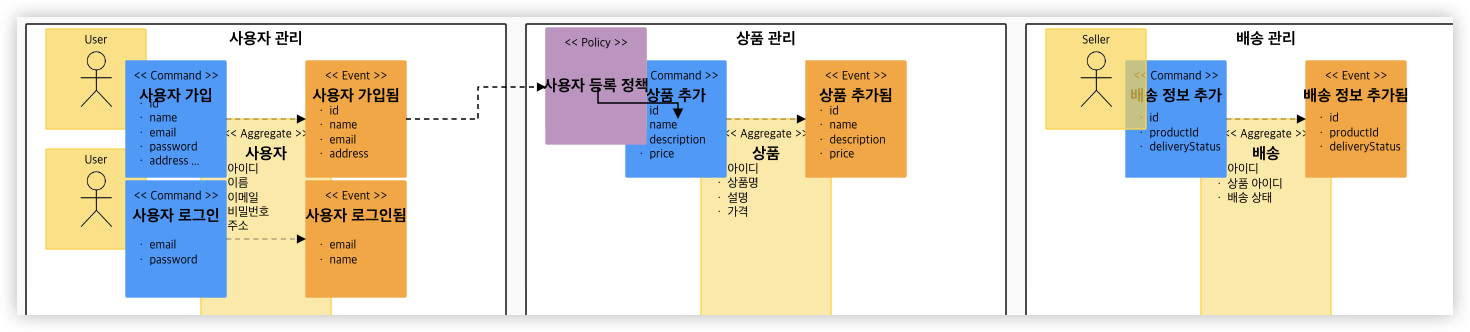 사용자 관리
User
<< Command >>
사용자 가입
· id
· name
· email
· password
· address ...
<< Event >>
사용자 가입됨
· id
· name
· email
· address
<< Aggregate >>
사용자
아이디
이름
이메일
비밀번호
주소
User
<< Command >>
사용자 로그인
· email
· password
<< Event >>
사용자 로그인됨
· email
· name
상품 관리
<< Policy >>
사용자 등록 정책
Command >>
상품 추가
id
name
description
· price
<< Event >>
상품 추가됨
· id
· name
· description
· price
<< Aggregate >>
상품
아이디
· 상품명
· 설명
· 가격
배송 관리
Seller
<< Command >>
배송 정보 추가
· id
· productId
· deliveryStatus
<< Event >>
배송 정보 추가됨
· id
· productId
· deliveryStatus
<< Aggregate >>
배송
아이디
· 상품 아이디
· 배송 상태